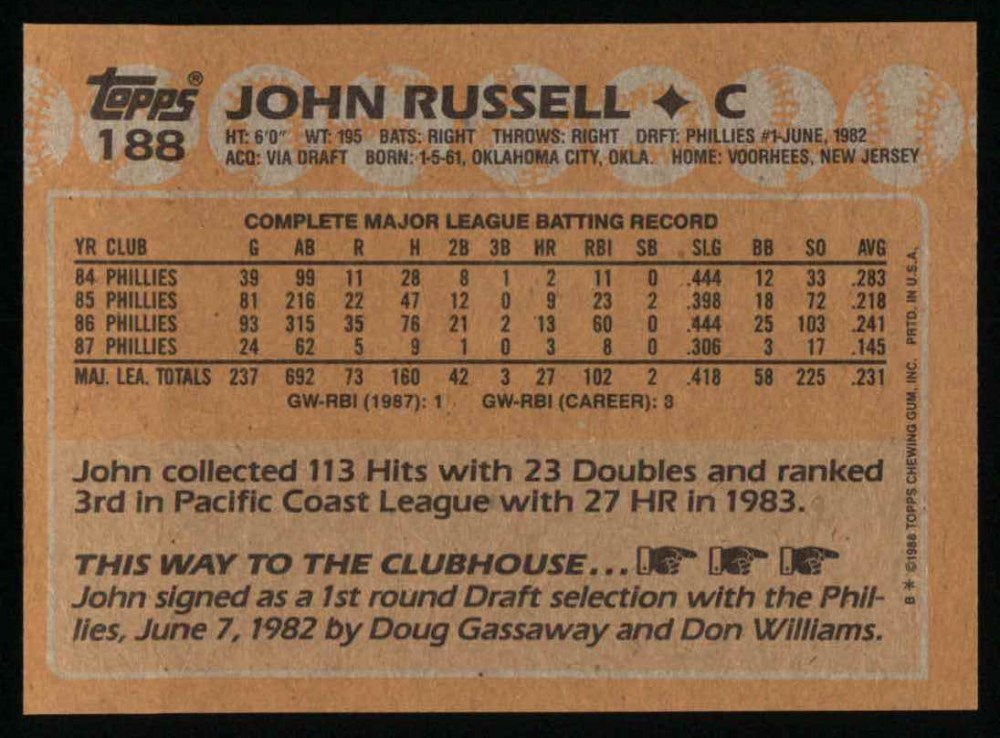 Topps®
188
JOHN RUSSELL ✦ C
HT: 6'0" WT: 195 BATS: RIGHT THROWS: RIGHT DRFT: PHILLIES #1-JUNE, 1982
ACQ: VIA DRAFT BORN: 1-5-61, OKLAHOMA CITY, OKLA. HOME: VOORHEES, NEW JERSEY
COMPLETE MAJOR LEAGUE BATTING RECORD
YR CLUB G AB R H 2B 3B HR RBI SB SLG BB SO AVG
84 PHILLIES 39 99 11 28 8 1 2 11 0 .444 12 33 .283
85 PHILLIES 81 216 22 47 12 0 9 23 2 .398 18 72 .218
86 PHILLIES 93 315 35 76 21 2 13 60 0 .444 25 103 .241
87 PHILLIES 24 62 5 9 1 0 3 8 0 .306 3 17 .145
MAJ. LEA. TOTALS 237 692 73 160 42 3 27 102 2 .418 58 225 .231
GW-RBI (1987): 1 GW-RBI (CAREER): 3
John collected 113 Hits with 23 Doubles and ranked
3rd in Pacific Coast League with 27 HR in 1983.
THIS WAY TO THE CLUBHOUSE...
John signed as a 1st round Draft selection with the Phil-
lies, June 7, 1982 by Doug Gassaway and Don Williams.
B * ©1988 TOPPS CHEWING GUM, INC. PRTD. IN U.S.A.